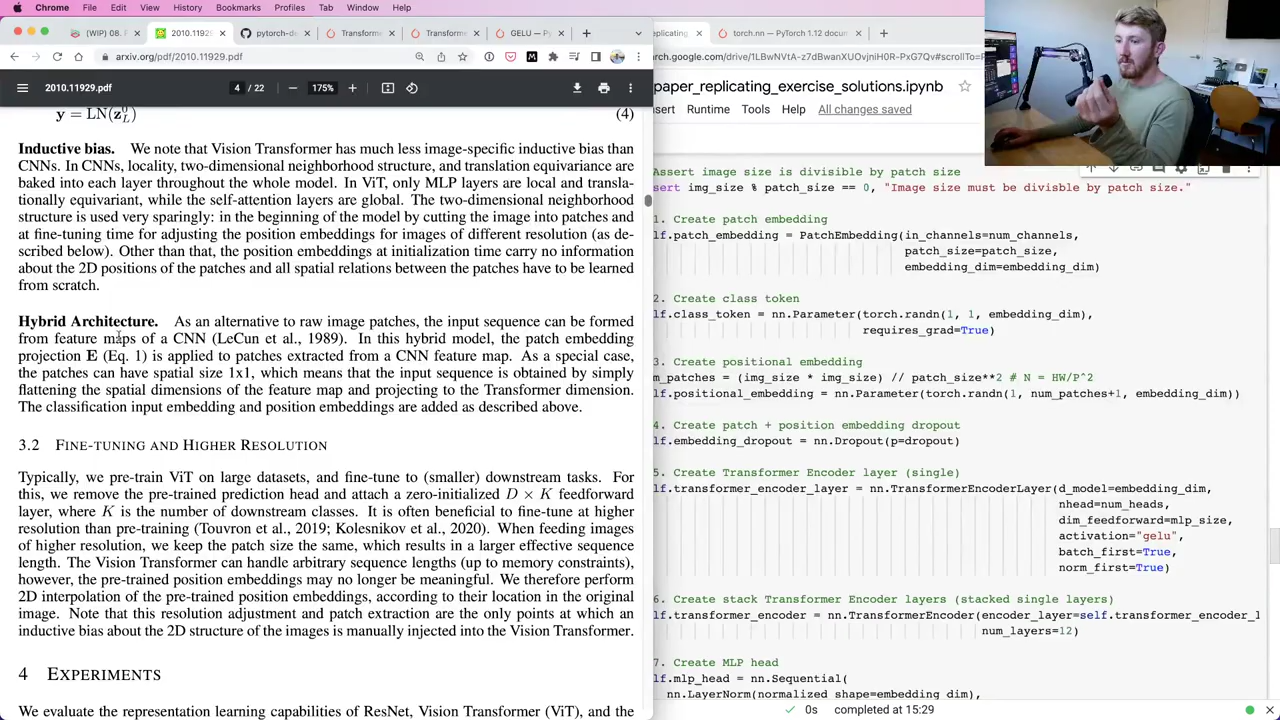 Chrome File Edit View History Bookmarks Profiles Tab Window Help
(WIP) 08. F 2010.11929. pytorch-de Transforme Transforme GELU — Py
replicating_ torch.nn — PyTorch 1.12 docum
arxiv.org/pdf/2010.11929.pdf
arch.google.com/drive/1LBwNVtA-z7dBwanXUOvjnlH0R-
2010.11929.pdf 4 / 22 175%
paper_replicating_exercise_solutions.ipynb
sert Runtime Tools Help All changes saved
y = LN(z⁰_L) (4)
Inductive bias. We note that Vision Transformer has much less image-specific inductive bias than
CNNs. In CNNs, locality, two-dimensional neighborhood structure, and translation equivariance are
baked into each layer throughout the whole model. In ViT, only MLP layers are local and transla-
tionally equivariant, while the self-attention layers are global. The two-dimensional neighborhood
structure is used very sparingly: in the beginning of the model by cutting the image into patches and
at fine-tuning time for adjusting the position embeddings for images of different resolution (as de-
scribed below). Other than that, the position embeddings at initialization time carry no information
about the 2D positions of the patches and all spatial relations between the patches have to be learned
from scratch.
Hybrid Architecture. As an alternative to raw image patches, the input sequence can be formed
from feature maps of a CNN (LeCun et al., 1989). In this hybrid model, the patch embedding
projection E (Eq. 1) is applied to patches extracted from a CNN feature map. As a special case,
the patches can have spatial size 1x1, which means that the input sequence is obtained by simply
flattening the spatial dimensions of the feature map and projecting to the Transformer dimension.
The classification input embedding and position embeddings are added as described above.
3.2 FINE-TUNING AND HIGHER RESOLUTION
Typically, we pre-train ViT on large datasets, and fine-tune to (smaller) downstream tasks. For
this, we remove the pre-trained prediction head and attach a zero-initialized D × K feedforward
layer, where K is the number of downstream classes. It is often beneficial to fine-tune at higher
resolution than pre-training (Touvron et al., 2019; Kolesnikov et al., 2020). When feeding images
of higher resolution, we keep the patch size the same, which results in a larger effective sequence
length. The Vision Transformer can handle arbitrary sequence lengths (up to memory constraints),
however, the pre-trained position embeddings may no longer be meaningful. We therefore perform
2D interpolation of the pre-trained position embeddings, according to their location in the original
image. Note that this resolution adjustment and patch extraction are the only points at which an
inductive bias about the 2D structure of the images is manually injected into the Vision Transformer.
4 EXPERIMENTS
We evaluate the representation learning capabilities of ResNet, Vision Transformer (ViT), and the
Assert image size is divisible by patch size
sert img_size % patch_size == 0, "Image size must be divisble by patch size."
1. Create patch embedding
lf.patch_embedding = PatchEmbedding(in_channels=num_channels,
patch_size=patch_size,
embedding_dim=embedding_dim)
2. Create class token
lf.class_token = nn.Parameter(torch.randn(1, 1, embedding_dim),
requires_grad=True)
3. Create positional embedding
m_patches = (img_size * img_size) // patch_size**2 # N = HW/P^2
lf.positional_embedding = nn.Parameter(torch.randn(1, num_patches+1, embedding_dim))
4. Create patch + position embedding dropout
lf.embedding_dropout = nn.Dropout(p=dropout)
5. Create Transformer Encoder layer (single)
lf.transformer_encoder_layer = nn.TransformerEncoderLayer(d_model=embedding_dim,
nhead=num_heads,
dim_feedforward=mlp_size,
activation="gelu",
batch_first=True,
norm_first=True)
6. Create stack Transformer Encoder layers (stacked single layers)
lf.transformer_encoder = nn.TransformerEncoder(encoder_layer=self.transformer_encoder_l
num_layers=12)
7. Create MLP head
lf.mlp_head = nn.Sequential(
nn.LayerNorm(normalized_shape=embedding_dim),
0s completed at 15:29